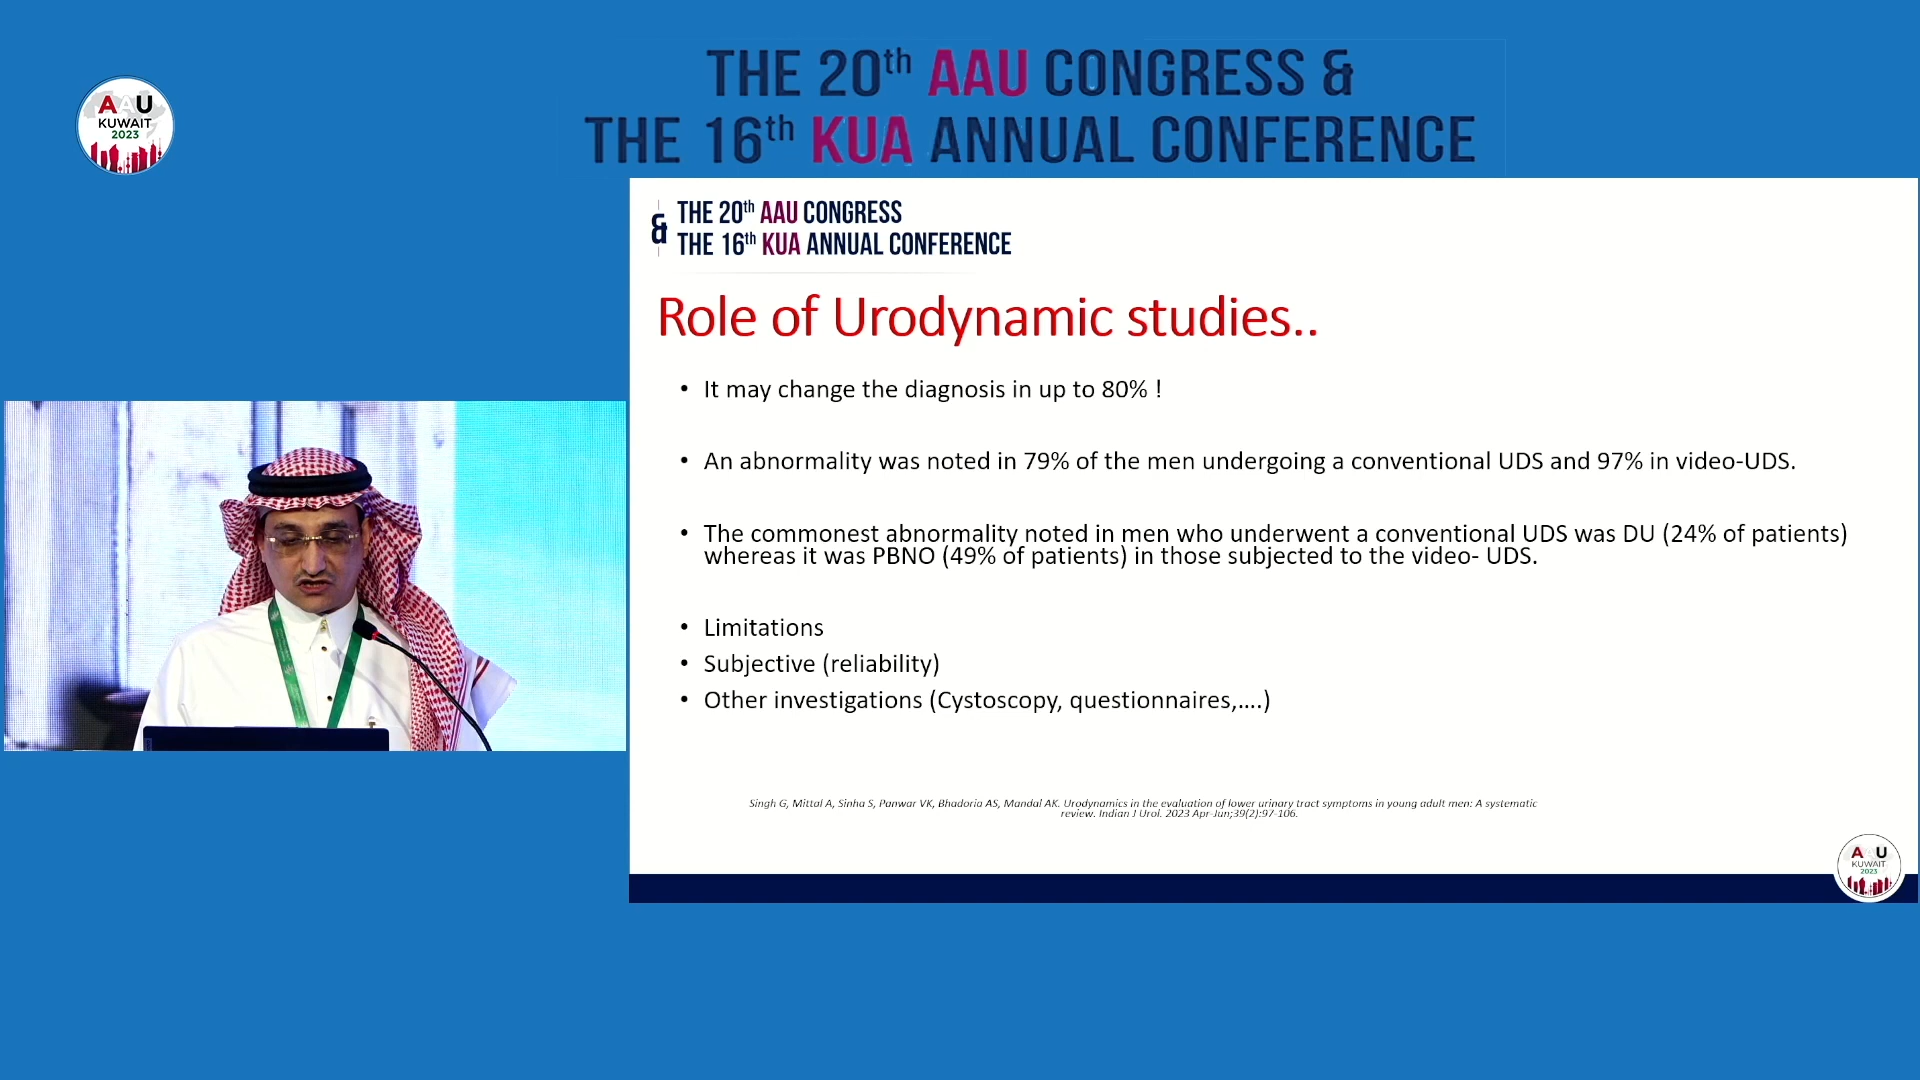 THE 20th AAU CONGRESS &
THE 16th KUA ANNUAL CONFERENCE
AAU
KUWAIT
2023
& THE 20th AAU CONGRESS
THE 16th KUA ANNUAL CONFERENCE
Role of Urodynamic studies..
• It may change the diagnosis in up to 80% !
• An abnormality was noted in 79% of the men undergoing a conventional UDS and 97% in video-UDS.
• The commonest abnormality noted in men who underwent a conventional UDS was DU (24% of patients)
whereas it was PBNO (49% of patients) in those subjected to the video- UDS.
• Limitations
• Subjective (reliability)
• Other investigations (Cystoscopy, questionnaires,....)
Singh G, Mittal A, Sinha S, Panwar VK, Bhadoria AS, Mandal AK. Urodynamics in the evaluation of lower urinary tract symptoms in young adult men: A systematic
review. Indian J Urol. 2023 Apr-Jun;39(2):97-106.
AAU
KUWAIT
2023